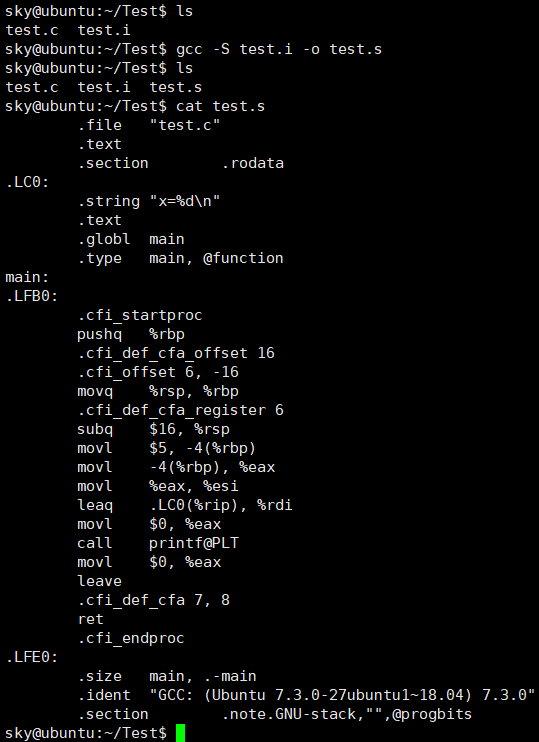 sky@ubuntu:~/Test$ ls
test.c  test.i
sky@ubuntu:~/Test$ gcc -S test.i -o test.s
sky@ubuntu:~/Test$ ls
test.c  test.i  test.s
sky@ubuntu:~/Test$ cat test.s
        .file   "test.c"
        .text
        .section        .rodata
.LC0:
        .string "x=%d\n"
        .text
        .globl  main
        .type   main, @function
main:
.LFB0:
        .cfi_startproc
        pushq   %rbp
        .cfi_def_cfa_offset 16
        .cfi_offset 6, -16
        movq    %rsp, %rbp
        .cfi_def_cfa_register 6
        subq    $16, %rsp
        movl    $5, -4(%rbp)
        movl    -4(%rbp), %eax
        movl    %eax, %esi
        leaq    .LC0(%rip), %rdi
        movl    $0, %eax
        call    printf@PLT
        movl    $0, %eax
        leave
        .cfi_def_cfa 7, 8
        ret
        .cfi_endproc
.LFE0:
        .size   main, .-main
        .ident  "GCC: (Ubuntu 7.3.0-27ubuntu1~18.04) 7.3.0"
        .section        .note.GNU-stack,"",@progbits
sky@ubuntu:~/Test$